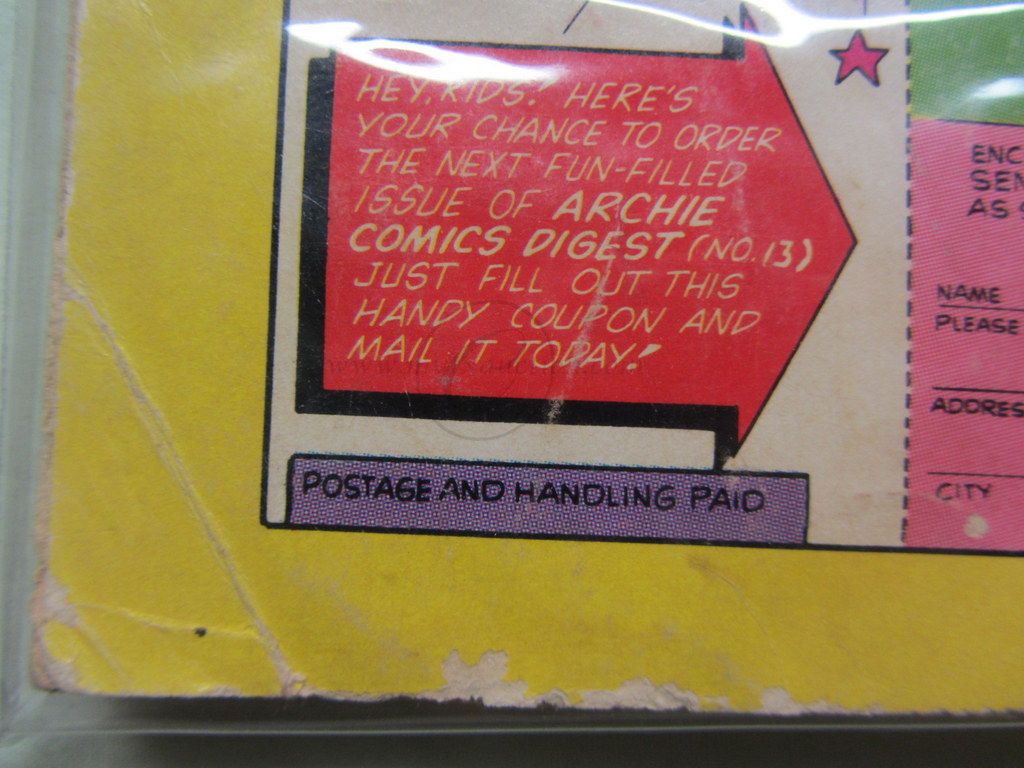 HEY, KIDS! HERE'S
YOUR CHANCE TO ORDER
THE NEXT FUN-FILLED
ISSUE OF ARCHIE
COMICS DIGEST (NO. 13)
JUST FILL OUT THIS
HANDY COUPON AND
MAIL IT TODAY!
POSTAGE AND HANDLING PAID
ENC
SEN
AS
NAME
PLEASE
ADDRES
CITY